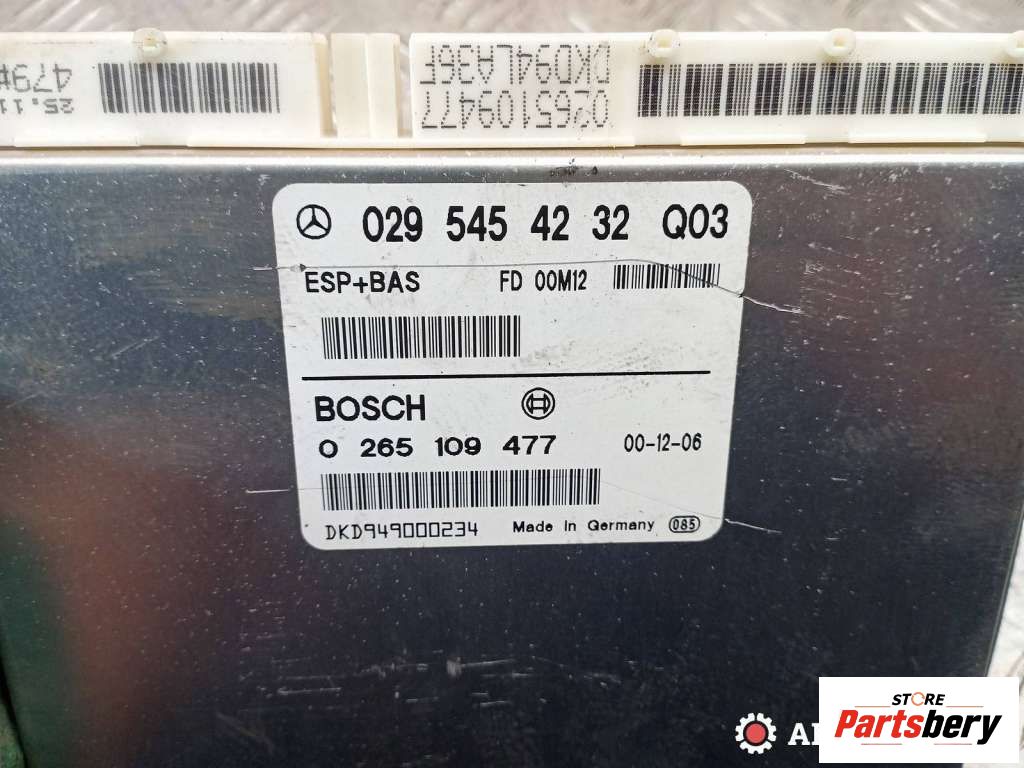 479#
25.11
DKD94LA36F
0265109477
029 545 42 32 Q03
ESP+BAS FD 00M12
BOSCH
0 265 109 477 00-12-06
DKD949000234 Made In Germany 085
STORE
Partsbery